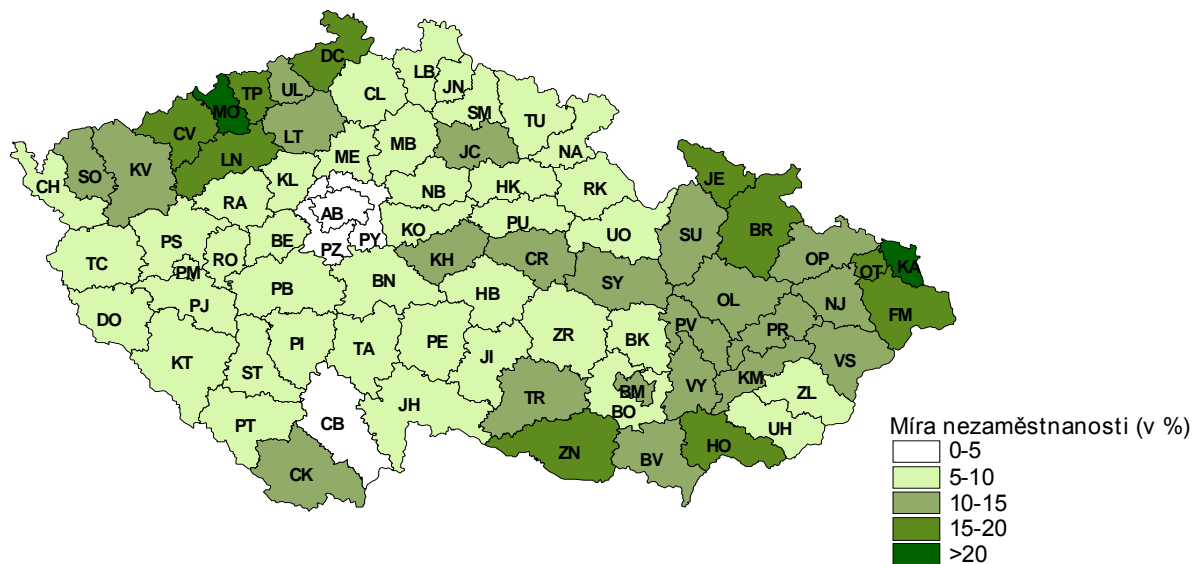 DC
LB
JN
TP
UL
CL
MO
SM
TU
CV
LT
MB
ME
JC
NA
LN
SO
KV
CH
KL
NB
HK
RK
JE
RA
AB
KO
PU
BR
PS
RO
BE
PZ
PY
UO
SU
TC
PM
KH
CR
OP
OT
KA
PB
BN
SY
PJ
HB
OL
NJ
DO
FM
PI
TA
PE
ZR
BK
PV
PR
KT
ST
JI
VS
VY
KM
TR
BM
ZL
JH
BO
PT
CB
UH
HO
ZN
BV
CK
Míra nezaměstnanosti (v %)
0-5
5-10
10-15
15-20
>20